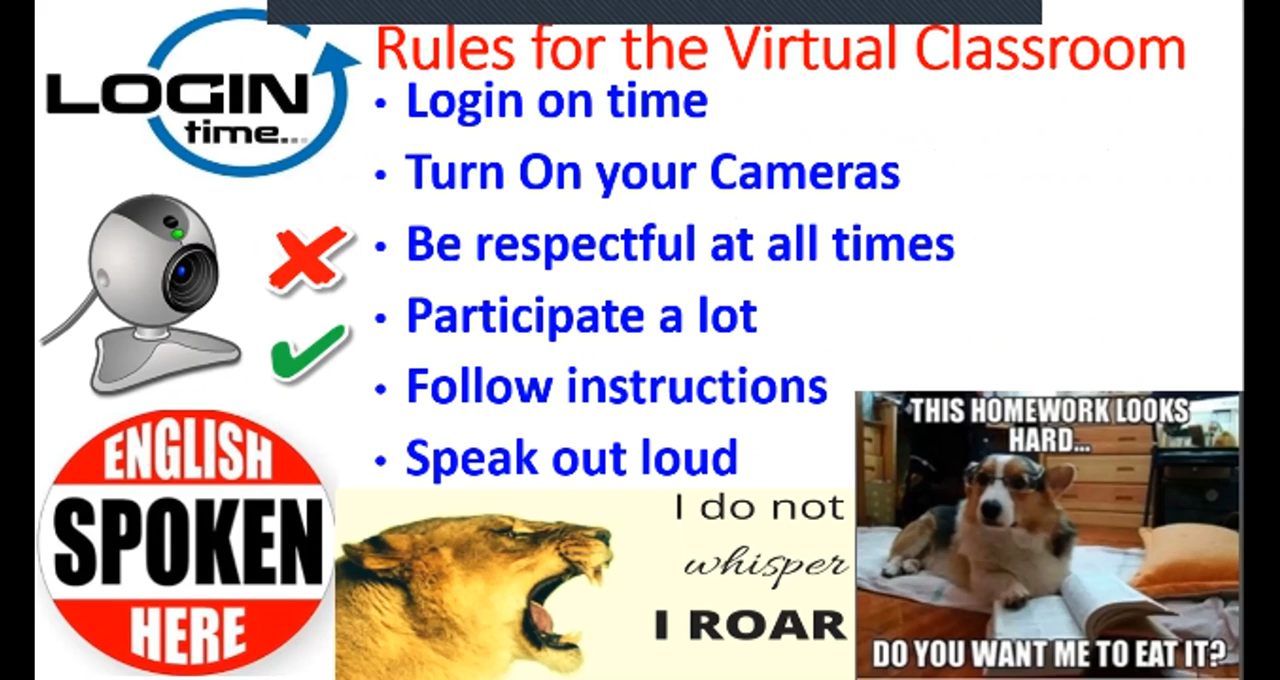 Rules for the Virtual Classroom
LOGIN
time...
• Login on time
• Turn On your Cameras
• Be respectful at all times
• Participate a lot
• Follow instructions
• Speak out loud
ENGLISH
SPOKEN
HERE
I do not
whisper
I ROAR
THIS HOMEWORK LOOKS
HARD...
DO YOU WANT ME TO EAT IT?